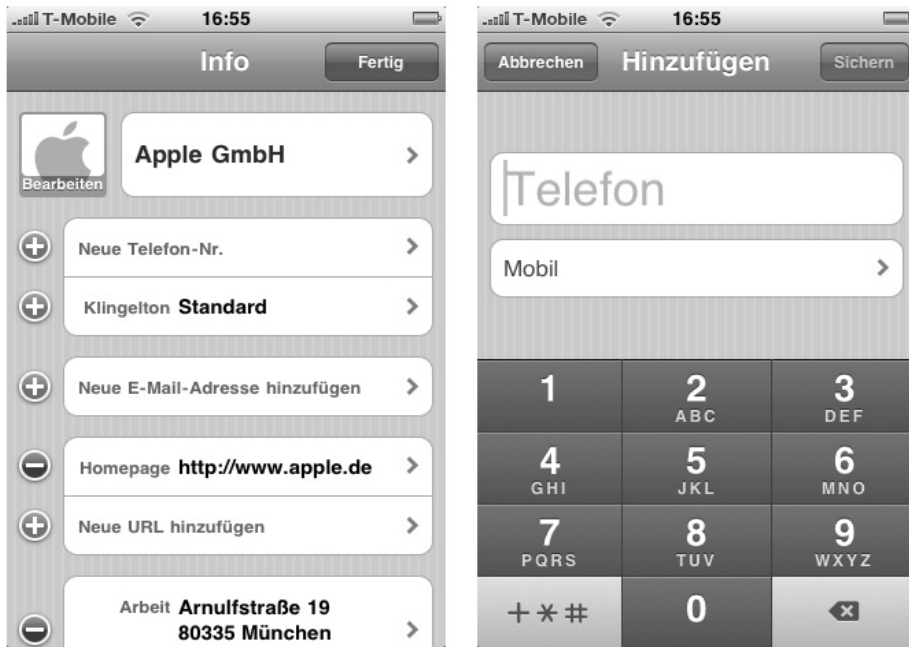 T-Mobile 16:55
Info
Fertig
Bearbeiten
Apple GmbH
Neue Telefon-Nr.
Klingelton Standard
Neue E-Mail-Adresse hinzufügen
Homepage http://www.apple.de
Neue URL hinzufügen
Arbeit Arnulfstraße 19
80335 München
T-Mobile 16:55
Abbrechen Hinzufügen Sichern
Telefon
Mobil
1 2 3
ABC DEF
4 5 6
GHI JKL MNO
7 8 9
PQRS TUV WXYZ
+*# 0